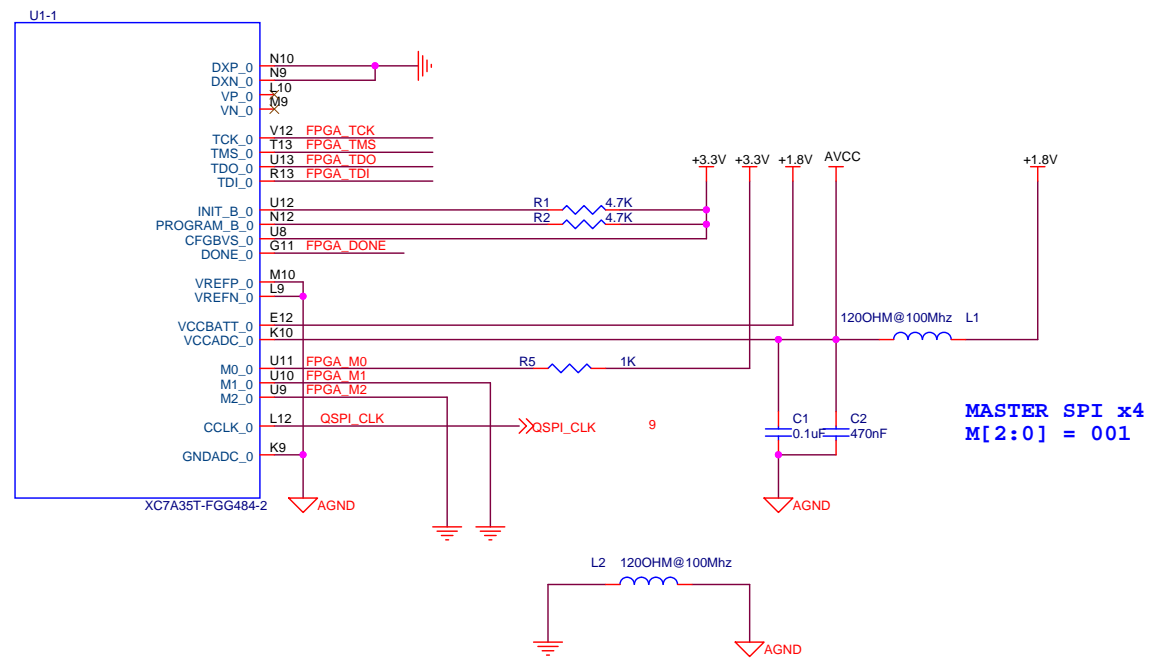 U1-1
DXP_0 N10
DXN_0 N9
VP_0 L10
VN_0 M9
TCK_0 V12 FPGA_TCK
TMS_0 T13 FPGA_TMS
TDO_0 U13 FPGA_TDO
TDI_0 R13 FPGA_TDI
+3.3V +3.3V +1.8V AVCC +1.8V
INIT_B_0 U12 R1 4.7K
PROGRAM_B_0 N12 R2 4.7K
CFGBVS_0 U8
DONE_0 G11 FPGA_DONE
VREFP_0 M10
VREFN_0 L9
VCCBATT_0 E12 120OHM@100Mhz L1
VCCADC_0 K10
M0_0 U11 FPGA_M0 R5 1K
M1_0 U10 FPGA_M1
M2_0 U9 FPGA_M2
CCLK_0 L12 QSPI_CLK QSPI_CLK 9
C1 0.1uF
C2 470nF
MASTER SPI x4
M[2:0] = 001
GNDADC_0 K9
XC7A35T-FGG484-2 AGND AGND
L2 120OHM@100Mhz
AGND